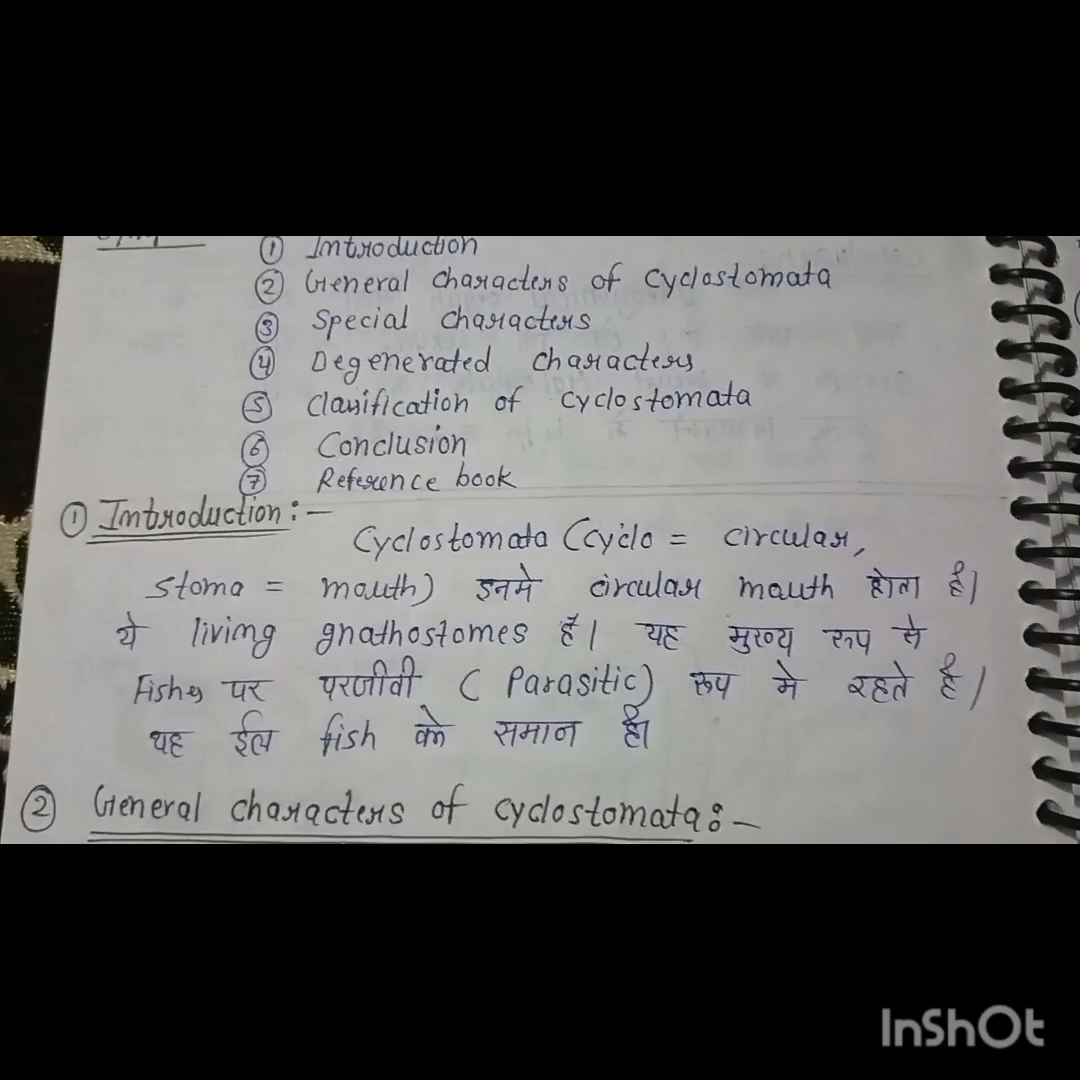 ① Introduction
② General characters of cyclostomata
③ Special characters
④ Degenerated characters
⑤ Classification of cyclostomata
⑥ Conclusion
⑦ Reference book
① Introduction :-
Cyclostomata (cyclo = circular,
stoma = mouth) इनमे circular mouth होता है।
ये living gnathostomes हैं। यह मुख्य रूप से
Fishes पर परजीवी (Parasitic) रूप मे रहते है।
यह ईल fish के समान है।
② General characters of cyclostomata :-
InShOt